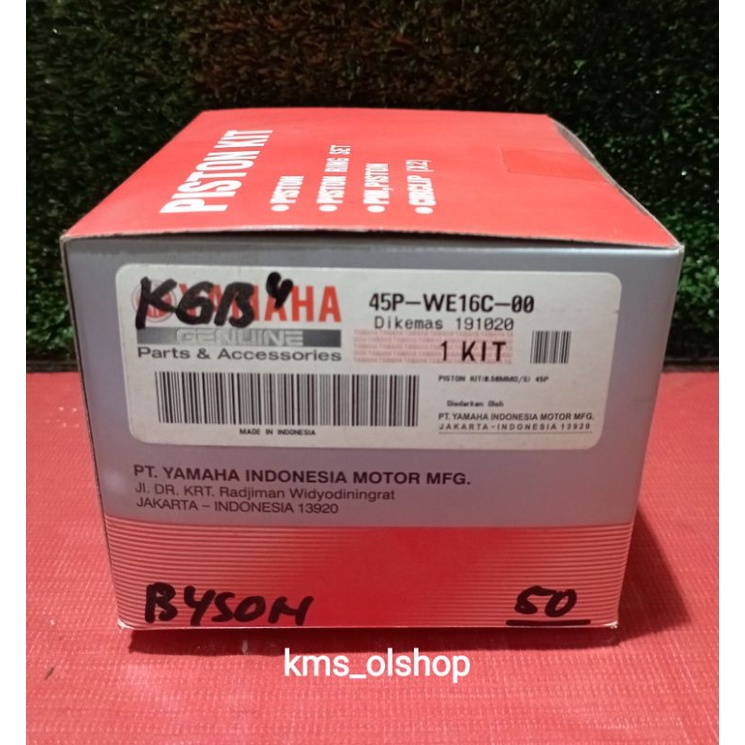 PISTON KIT
• PISTON
• PISTON RING SET
• PIN, PISTON
• CIRCLIP (X2)
KGB4
YAMAHA
GENUINE
Parts & Accessories
MADE IN INDONESIA
45P-WE16C-00
Dikemas 191020
1 KIT
45P
Diedarkan Oleh
PT. YAMAHA INDONESIA MOTOR MFG.
JAKARTA-INDONESIA 13920
PT. YAMAHA INDONESIA MOTOR MFG.
Jl. DR. KRT. Radjiman Widyodiningrat
JAKARTA – INDONESIA 13920
BYSON
50
kms_olshop